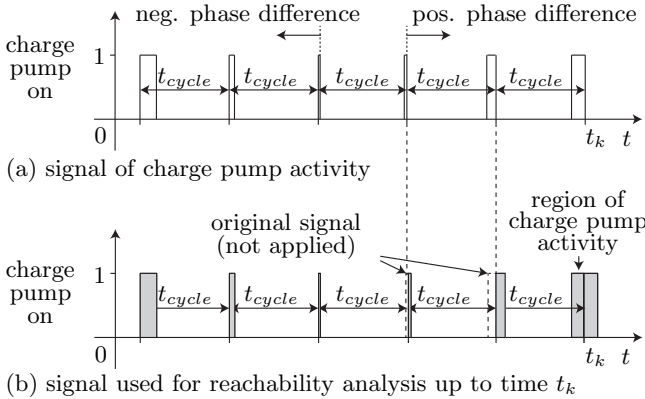 neg. phase difference pos. phase difference
charge
pump
on
1
t_cycle t_cycle t_cycle t_cycle t_cycle
0
t_k t
(a) signal of charge pump activity
original signal
(not applied)
region of
charge pump
activity
charge
pump
on
1
t_cycle t_cycle t_cycle t_cycle t_cycle
0
t_k t
(b) signal used for reachability analysis up to time t_k